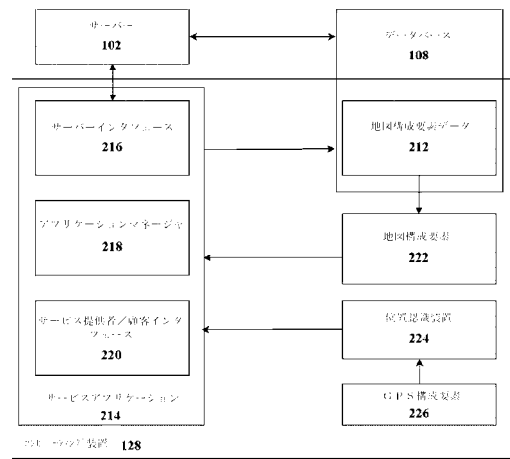 サーバー
102
データベース
108
サーバーインタフェース
216
地図構成要素データ
212
アプリケーションマネージャ
218
地図構成要素
222
サービス提供者／顧客インタ
フェース
220
位置認識装置
224
サービスアプリケーション
214
ＧＰＳ構成要素
226
装置 128